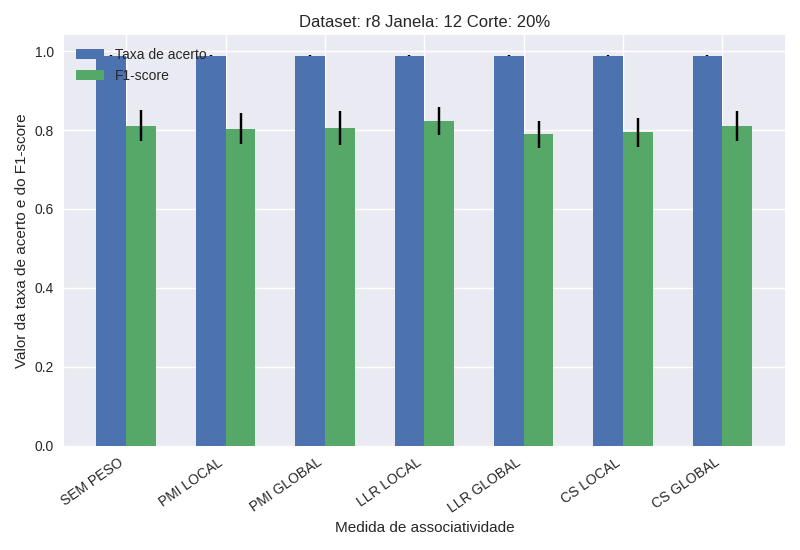 Dataset: r8 Janela: 12 Corte: 20%
Taxa de acerto
F1-score
Valor da taxa de acerto e do F1-score
1.0
0.8
0.6
0.4
0.2
0.0
SEM PESO
PMI LOCAL
PMI GLOBAL
LLR LOCAL
LLR GLOBAL
CS LOCAL
CS GLOBAL
Medida de associatividade